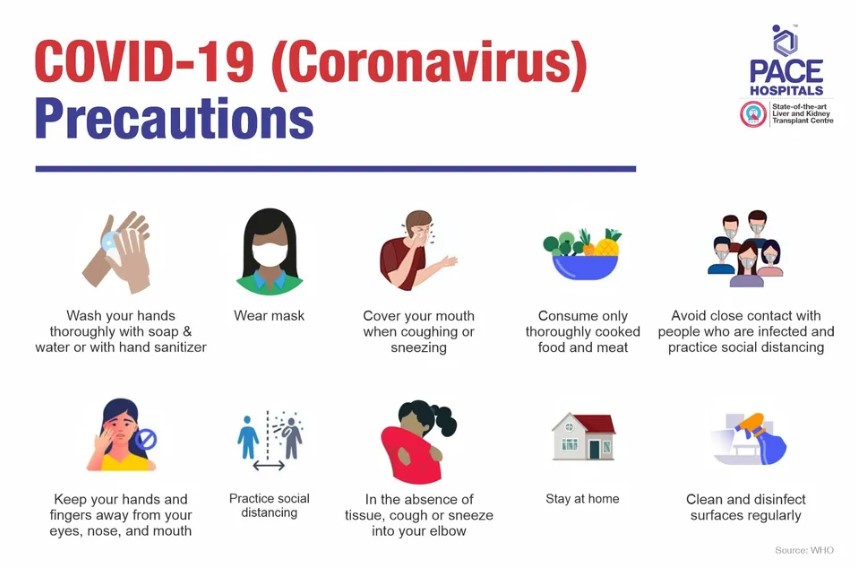 COVID-19 (Coronavirus)
Precautions
™
PACE
HOSPITALS
State-of-the-art
Liver and Kidney
Transplant Centre
Wash your hands
thoroughly with soap &
water or with hand sanitizer
Wear mask
Cover your mouth
when coughing or
sneezing
Consume only
thoroughly cooked
food and meat
Avoid close contact with
people who are infected and
practice social distancing
Keep your hands and
fingers away from your
eyes, nose, and mouth
Practice social
distancing
In the absence of
tissue, cough or sneeze
into your elbow
Stay at home
Clean and disinfect
surfaces regularly
Source: WHO